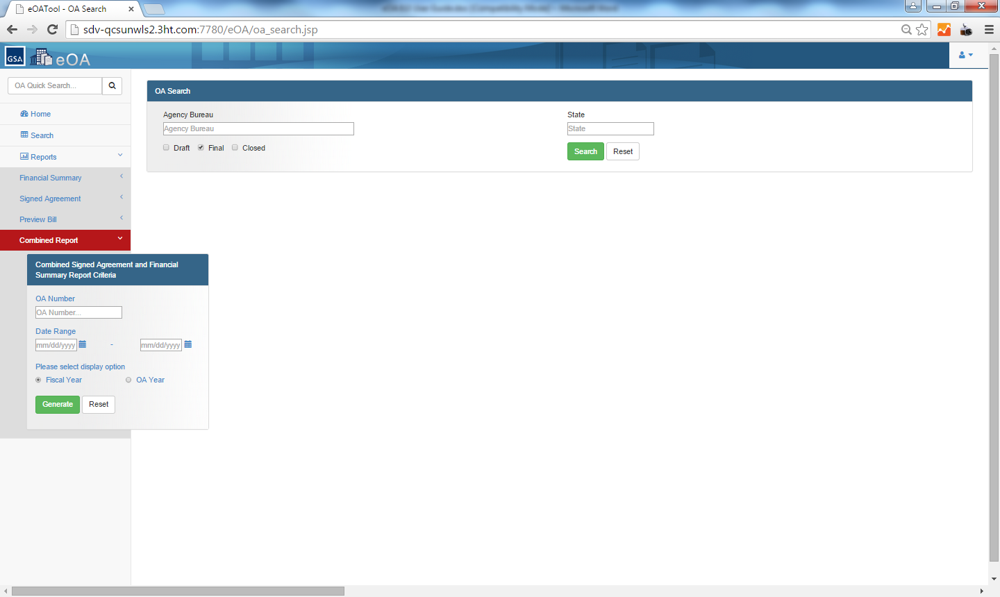 eOATool - OA Search
sdv-qcsunwls2.3ht.com:7780/eOA/oa_search.jsp
GSA eOA
OA Quick Search...
Home
Search
Reports
Financial Summary
Signed Agreement
Preview Bill
Combined Report
OA Search
Agency Bureau
Agency Bureau
Draft Final Closed
State
State
Search Reset
Combined Signed Agreement and Financial
Summary Report Criteria
OA Number
OA Number...
Date Range
mm/dd/yyyy - mm/dd/yyyy
Please select display option
Fiscal Year OA Year
Generate Reset